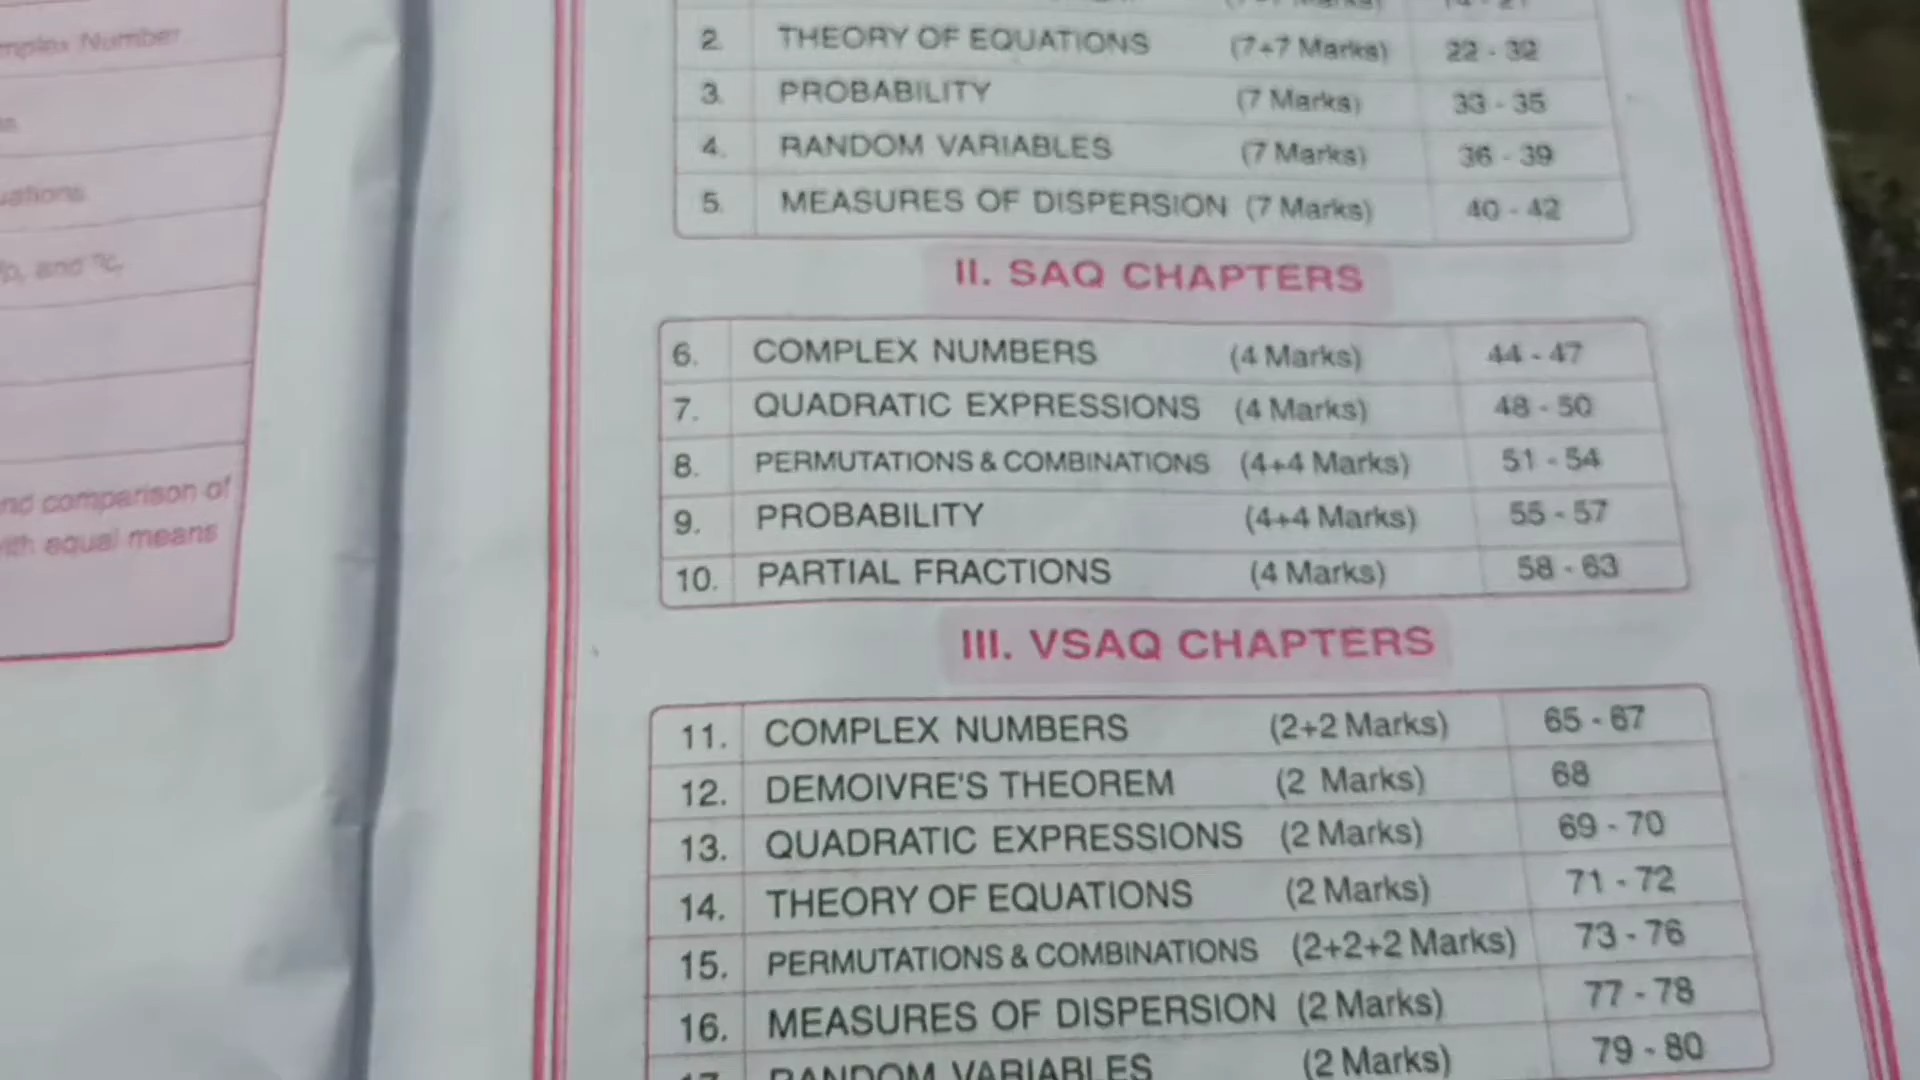 mplex Number
uations
and
nd comparison of
ith equal means
2. THEORY OF EQUATIONS (7+7 Marks) 22 - 32
3. PROBABILITY (7 Marks) 33 - 35
4. RANDOM VARIABLES (7 Marks) 36 - 39
5. MEASURES OF DISPERSION (7 Marks) 40 - 42
II. SAQ CHAPTERS
6. COMPLEX NUMBERS (4 Marks) 44 - 47
7. QUADRATIC EXPRESSIONS (4 Marks) 48 - 50
8. PERMUTATIONS & COMBINATIONS (4+4 Marks) 51 - 54
9. PROBABILITY (4+4 Marks) 55 - 57
10. PARTIAL FRACTIONS (4 Marks) 58 - 63
III. VSAQ CHAPTERS
11. COMPLEX NUMBERS (2+2 Marks) 65 - 67
12. DEMOIVRE'S THEOREM (2 Marks) 68
13. QUADRATIC EXPRESSIONS (2 Marks) 69 - 70
14. THEORY OF EQUATIONS (2 Marks) 71 - 72
15. PERMUTATIONS & COMBINATIONS (2+2+2 Marks) 73 - 76
16. MEASURES OF DISPERSION (2 Marks) 77 - 78
17. RANDOM VARIABLES (2 Marks) 79 - 80